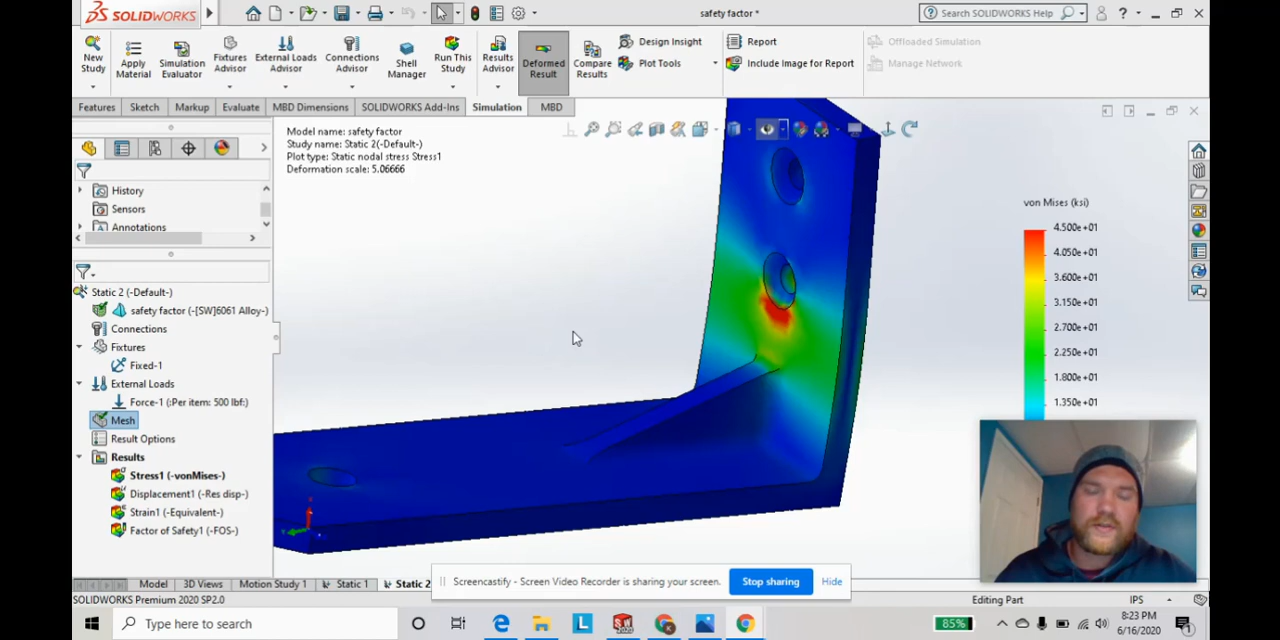 SOLIDWORKS
safety factor *
Search SOLIDWORKS Help
New Study
Apply Material
Simulation Evaluator
Fixtures Advisor
External Loads Advisor
Connections Advisor
Shell Manager
Run This Study
Results Advisor
Deformed Result
Compare Results
Design Insight
Plot Tools
Report
Include Image for Report
Offloaded Simulation
Manage Network
Features Sketch Markup Evaluate MBD Dimensions SOLIDWORKS Add-Ins Simulation MBD
Model name: safety factor
Study name: Static 2(-Default-)
Plot type: Static nodal stress Stress1
Deformation scale: 5.06666
History
Sensors
Annotations
Static 2 (-Default-)
safety factor (-[SW]6061 Alloy-)
Connections
Fixtures
Fixed-1
External Loads
Force-1 (:Per item: 500 lbf:)
Mesh
Result Options
Results
Stress1 (-vonMises-)
Displacement1 (-Res disp-)
Strain1 (-Equivalent-)
Factor of Safety1 (-FOS-)
von Mises (ksi)
4.500e+01
4.050e+01
3.600e+01
3.150e+01
2.700e+01
2.250e+01
1.800e+01
1.350e+01
Model 3D Views Motion Study 1 Static 1 Static 2
Screencastify - Screen Video Recorder is sharing your screen. Stop sharing Hide
SOLIDWORKS Premium 2020 SP2.0
Editing Part IPS
Type here to search
85%
8:23 PM
6/16/2020